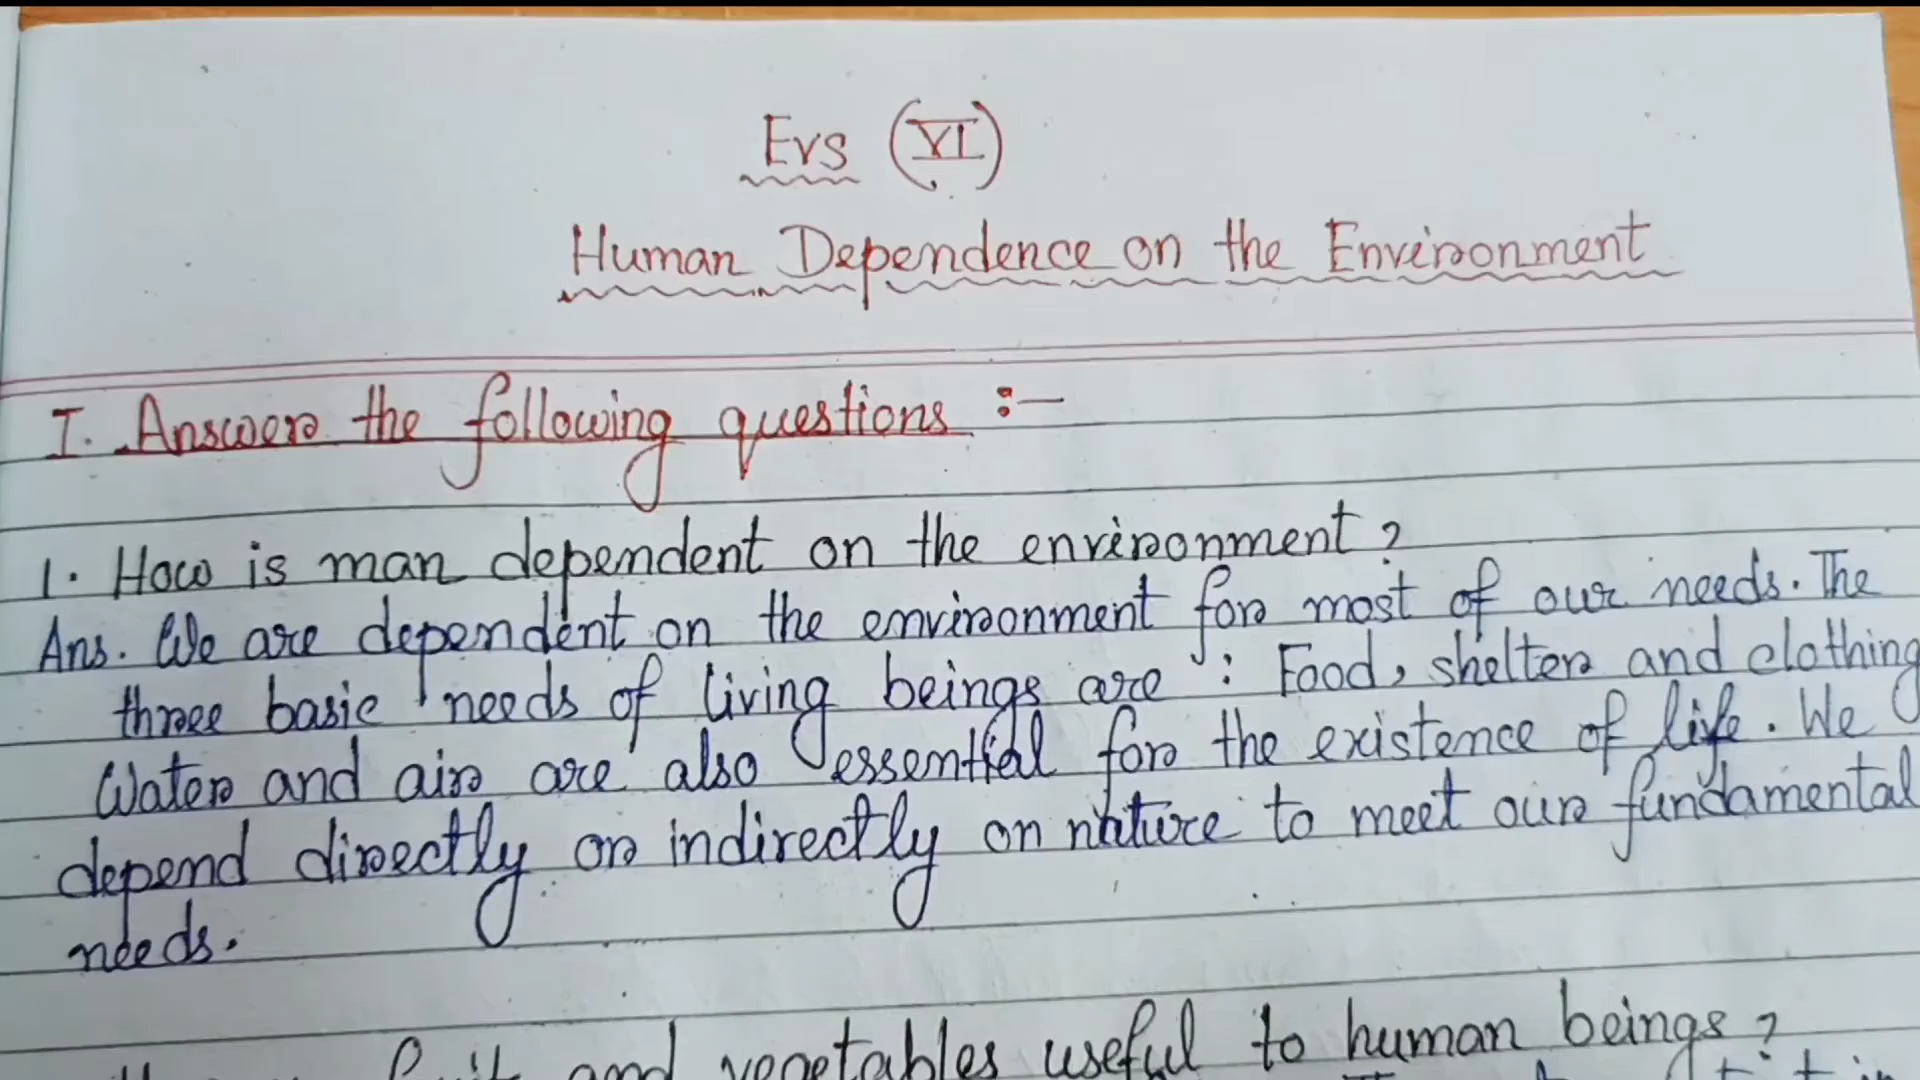 Evs (VI)
Human Dependence on the Environment
I. Answer the following questions :-
1. How is man dependent on the environment?
Ans. We are dependent on the environment for most of our needs. The
three basic needs of living beings are : Food, shelter and clothing
Water and air are also essential for the existence of life. We
depend directly or indirectly on nature to meet our fundamental
needs.
and vegetables useful to human beings?